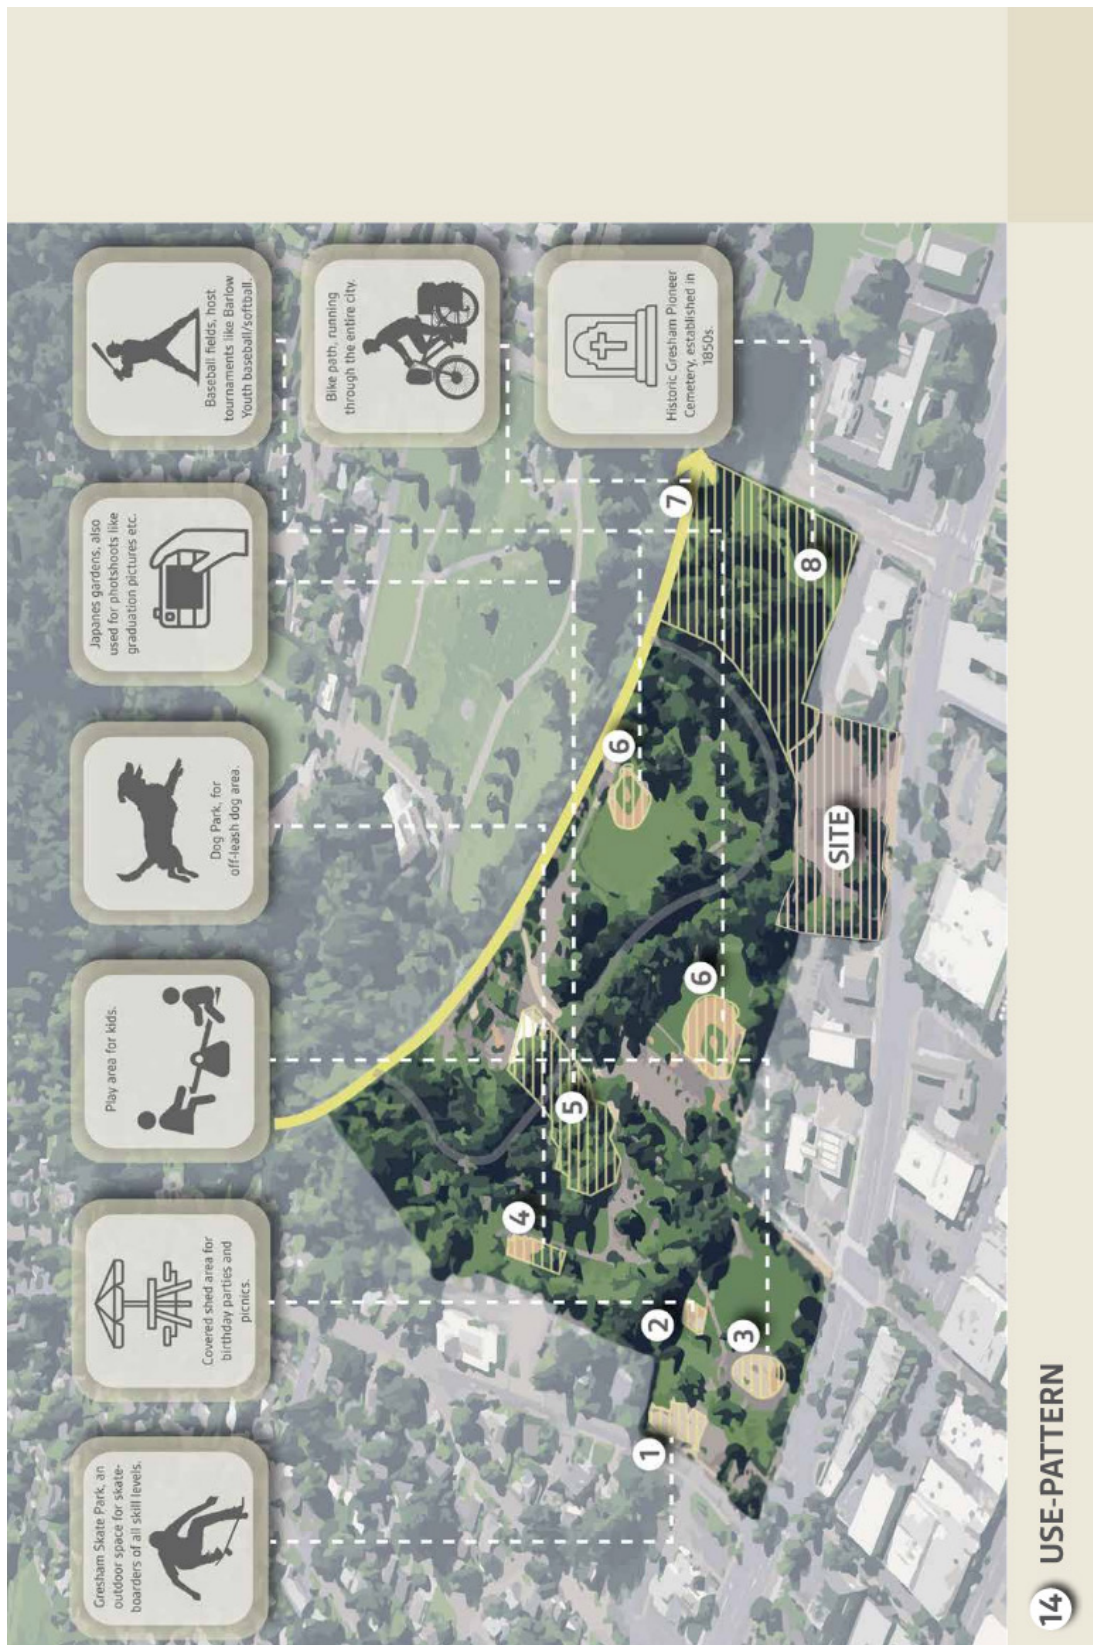 Gresham Skate Park, an
outdoor space for skate-
boarders of all skill levels.
Covered shed area for
birthday parties and
picnics.
Play area for kids.
Dog Park, for
off-leash dog area.
Japanes gardens, also
used for photshoots like
graduation pictures etc.
Baseball fields, host
tournaments like Barlow
Youth baseball/softball.
Bike path, running
through the entire city.
Historic Gresham Pioneer
Cemetery, established in
1850s.
1
2
3
4
5
6
6
7
8
SITE
14 USE-PATTERN